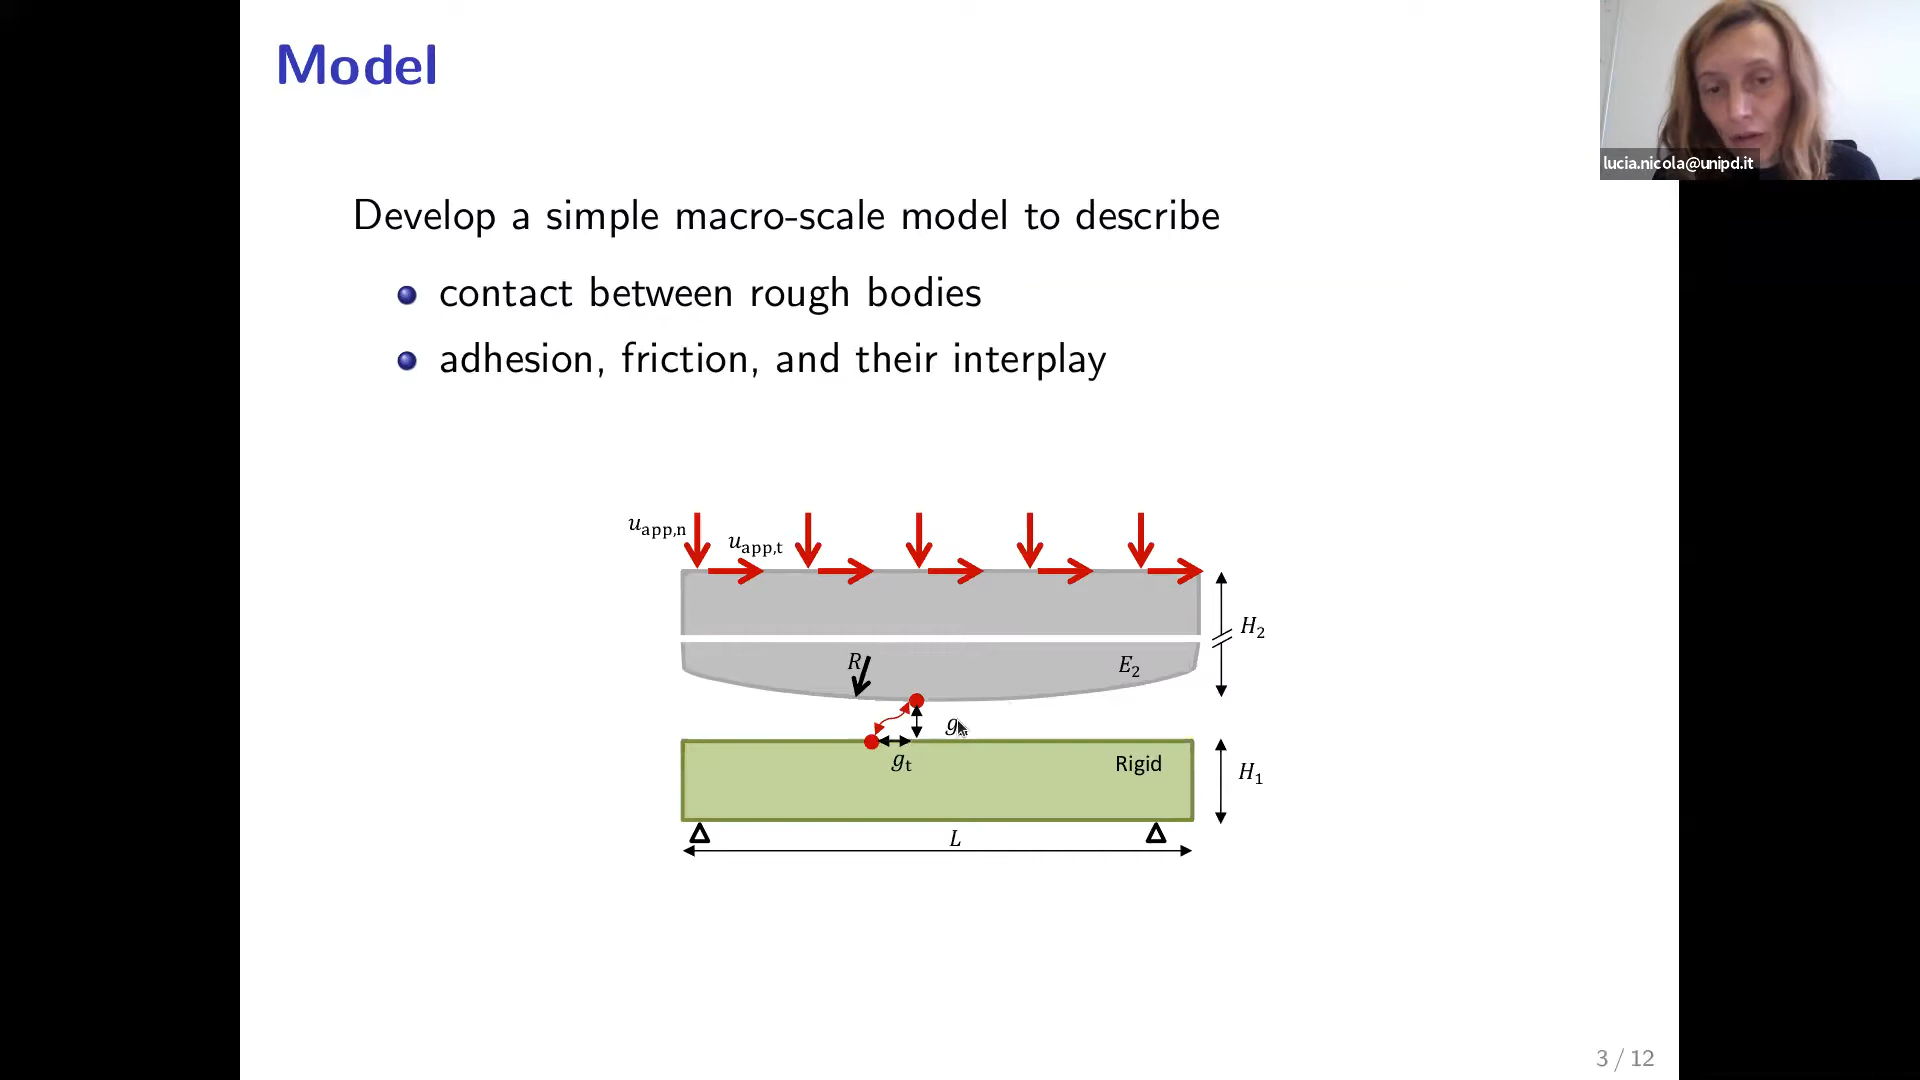 Model
lucia.nicola@unipd.it
Develop a simple macro-scale model to describe
contact between rough bodies
adhesion, friction, and their interplay
u_app,n
u_app,t
H_2
R
E_2
g
g_t
Rigid
H_1
L
3 / 12